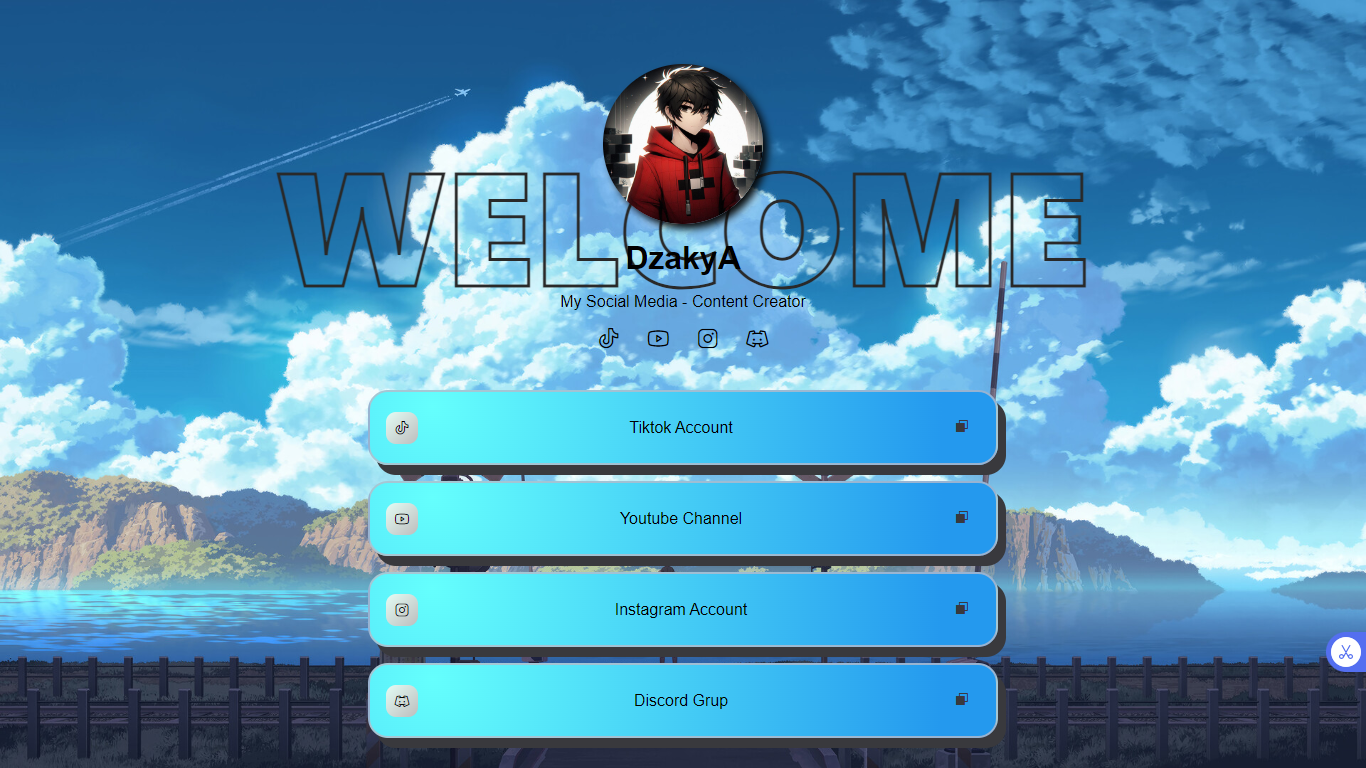 WELCOME
DzakyA
My Social Media - Content Creator
Tiktok Account
Youtube Channel
Instagram Account
Discord Grup